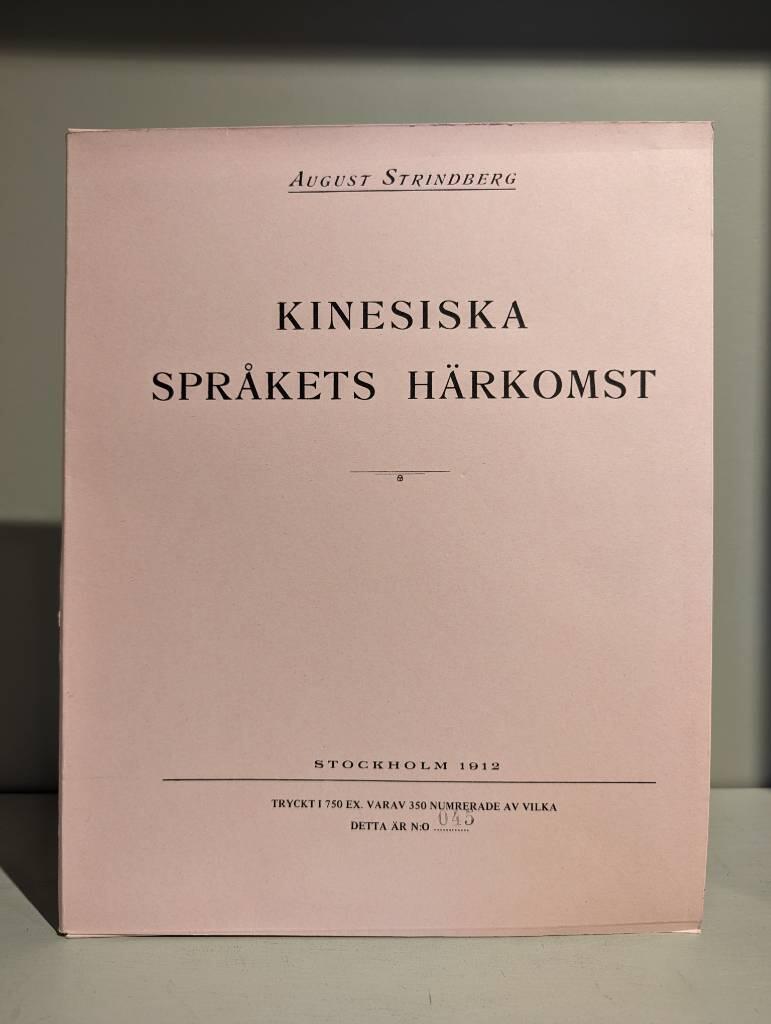 AUGUST STRINDBERG
KINESISKA
SPRÅKETS HÄRKOMST
STOCKHOLM 1912
TRYCKT I 750 EX. VARAV 350 NUMRERADE AV VILKA
DETTA ÄR N:O 045